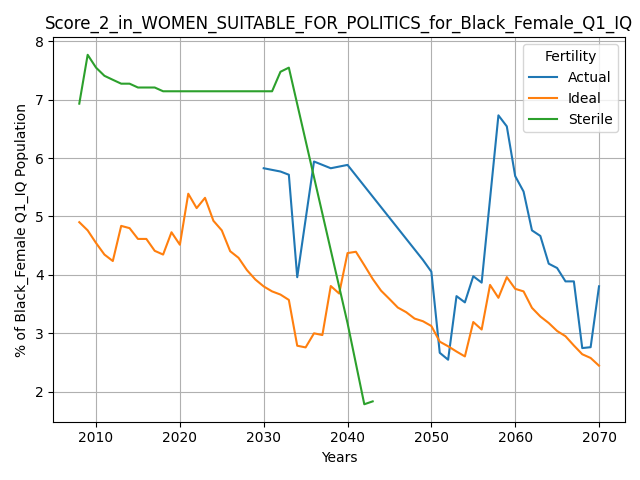 Score_2_in_WOMEN_SUITABLE_FOR_POLITICS_for_Black_Female_Q1_IQ
% of Black_Female Q1_IQ Population
8
7
6
5
4
3
2
Fertility
Actual
Ideal
Sterile
2010 2020 2030 2040 2050 2060 2070
Years